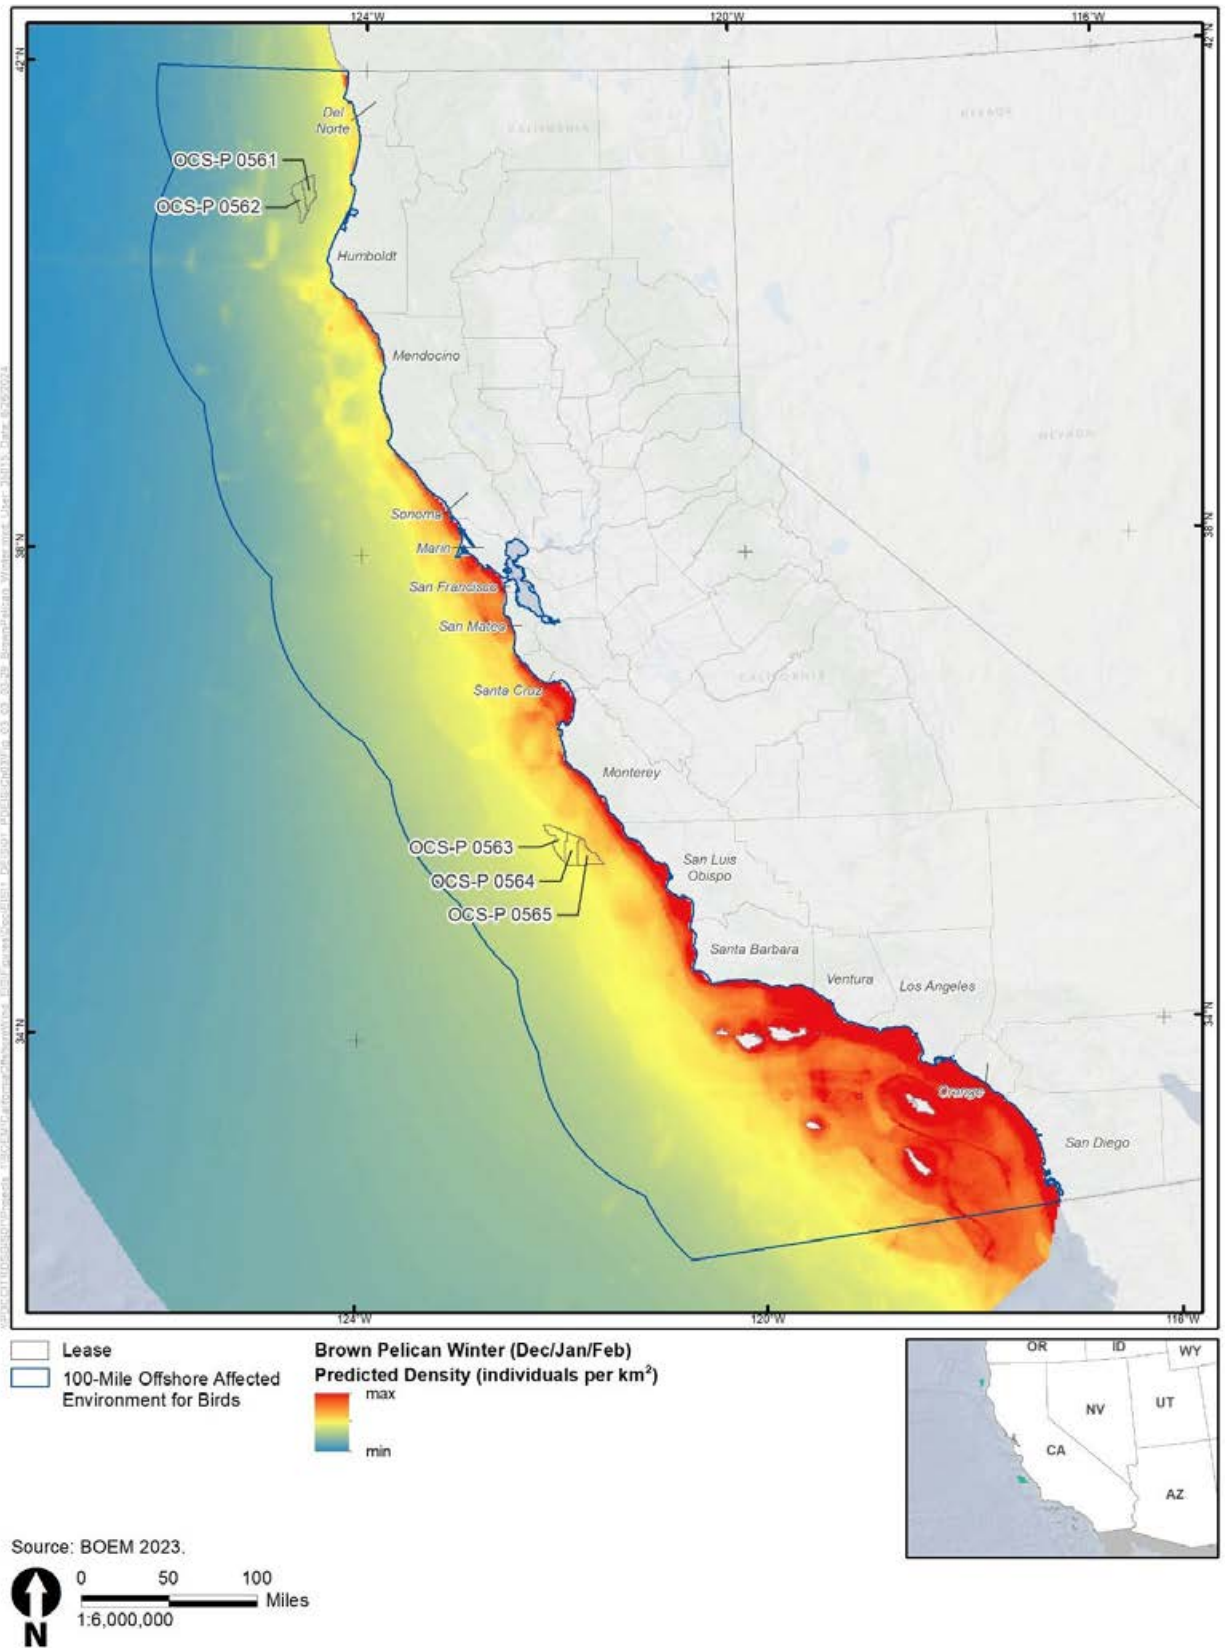 124°W
120°W
116°W
42°N
42°N
Del
Norte
CALIFORNIA
NEVADA
OCS-P 0561
OCS-P 0562
Humboldt
Mendocino
NEVADA
Sonoma
38°N
38°N
Marin
San Francisco
San Mateo
CALIFORNIA
Santa Cruz
Monterey
OCS-P 0563
San Luis
Obispo
OCS-P 0564
OCS-P 0565
Santa Barbara
Ventura
Los Angeles
34°N
34°N
Orange
San Diego
124°W
120°W
116°W
Lease
100-Mile Offshore Affected
Environment for Birds
Brown Pelican Winter (Dec/Jan/Feb)
Predicted Density (individuals per km²)
max
min
OR
ID
WY
NV
UT
CA
AZ
Source: BOEM 2023.
0
50
100
Miles
1:6,000,000
N